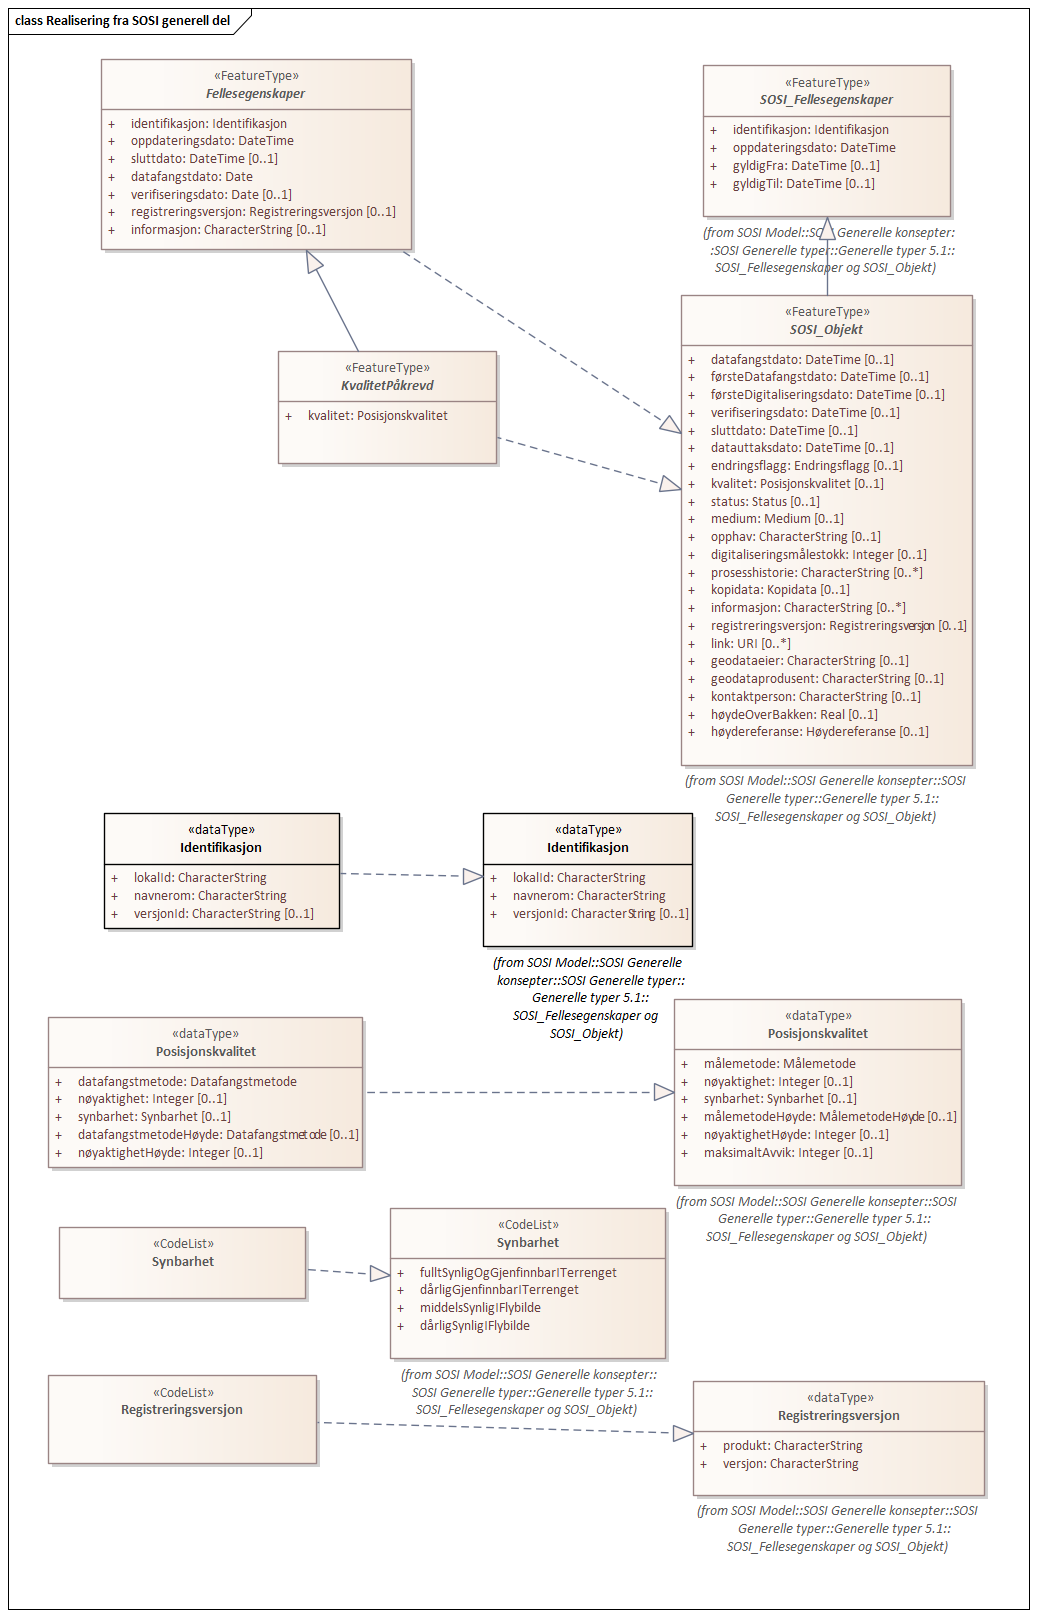 class Realisering fra SOSI generell del
«FeatureType»
Fellesegenskaper
+ identifikasjon: Identifikasjon
+ oppdateringsdato: DateTime
+ sluttdato: DateTime [0..1]
+ datafangstdato: Date
+ verifiseringsdato: Date [0..1]
+ registreringsversjon: Registreringsversjon [0..1]
+ informasjon: CharacterString [0..1]
«FeatureType»
SOSI_Fellesegenskaper
+ identifikasjon: Identifikasjon
+ oppdateringsdato: DateTime
+ gyldigFra: DateTime [0..1]
+ gyldigTil: DateTime [0..1]
(from SOSI Model::SOSI Generelle konsepter:
:SOSI Generelle typer::Generelle typer 5.1::
SOSI_Fellesegenskaper og SOSI_Objekt)
«FeatureType»
KvalitetPåkrevd
+ kvalitet: Posisjonskvalitet
«FeatureType»
SOSI_Objekt
+ datafangstdato: DateTime [0..1]
+førsteDatafangstdato: DateTime [0..1]
+ førsteDigitaliseringsdato: DateTime [0..1]
+ verifiseringsdato: DateTime [0..1]
+ sluttdato: DateTime [0..1]
+ datauttaksdato: DateTime [0..1]
+ endringsflagg: Endringsflagg [0..1]
+ kvalitet: Posisjonskvalitet [0..1]
+ status: Status [0..1]
+ medium: Medium [0..1]
+ opphav: CharacterString [0..1]
+ digitaliseringsmålestokk: Integer [0..1]
+ prosesshistorie: CharacterString [0..*]
+ kopidata: Kopidata [0..1]
+ informasjon: CharacterString [0..*]
+ registreringsversjon: Registreringsversjon [0..1]
+ link: URI [0..*]
+ geodataeier: CharacterString [0..1]
+ geodataprodusent: CharacterString [0..1]
+ kontaktperson: CharacterString [0..1]
+ høydeOverBakken: Real [0..1]
+ høydereferanse: Høydereferanse [0..1]
(from SOSI Model::SOSI Generelle konsepter::SOSI
Generelle typer::Generelle typer 5.1::
SOSI_Fellesegenskaper og SOSI_Objekt)
«dataType»
Identifikasjon
+ lokalId: CharacterString
+ navnerom: CharacterString
+ versjonId: CharacterString [0..1]
«dataType»
Identifikasjon
+ lokalId: CharacterString
+ navnerom: CharacterString
+ versjonId: CharacterString [0..1]
(from SOSI Model::SOSI Generelle
konsepter::SOSI Generelle typer::
Generelle typer 5.1::
SOSI_Fellesegenskaper og
SOSI_Objekt)
«dataType»
Posisjonskvalitet
+ datafangstmetode: Datafangstmetode
+ nøyaktighet: Integer [0..1]
+ synbarhet: Synbarhet [0..1]
+ datafangstmetodeHøyde: Datafangstmetode [0..1]
+ nøyaktighetHøyde: Integer [0..1]
«dataType»
Posisjonskvalitet
+ målemetode: Målemetode
+ nøyaktighet: Integer [0..1]
+ synbarhet: Synbarhet [0..1]
+ målemetodeHøyde: MålemetodeHøyde [0..1]
+ nøyaktighetHøyde: Integer [0..1]
+ maksimaltAvvik: Integer [0..1]
(from SOSI Model::SOSI Generelle konsepter::SOSI
Generelle typer::Generelle typer 5.1::
SOSI_Fellesegenskaper og SOSI_Objekt)
«CodeList»
Synbarhet
«CodeList»
Synbarhet
+ fulltSynligOgGjenfinnbarITerrenget
+ dårligGjenfinnbarITerrenget
+ middelsSynligIFlybilde
+ dårligSynligIFlybilde
(from SOSI Model::SOSI Generelle konsepter::
SOSI Generelle typer::Generelle typer 5.1::
SOSI_Fellesegenskaper og SOSI_Objekt)
«CodeList»
Registreringsversjon
«dataType»
Registreringsversjon
+ produkt: CharacterString
+ versjon: CharacterString
(from SOSI Model::SOSI Generelle konsepter::SOSI
Generelle typer::Generelle typer 5.1::
SOSI_Fellesegenskaper og SOSI_Objekt)